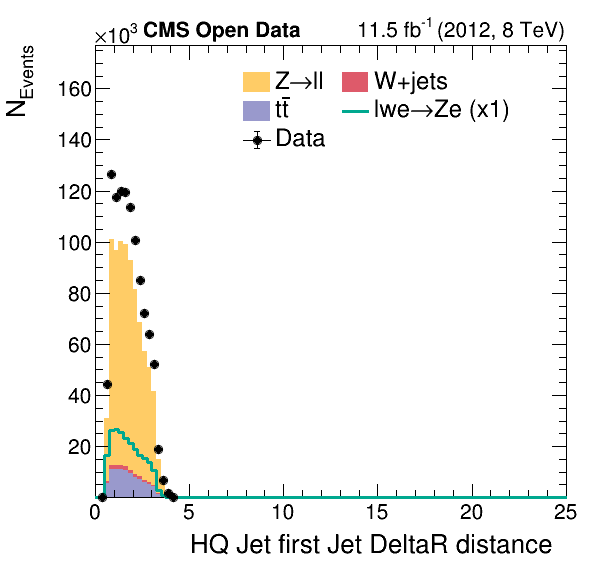 ×10³ CMS Open Data 11.5 fb⁻¹ (2012, 8 TeV)
N_Events
Z→ll W+jets
tt̄ lwe→Ze (x1)
Data
160
140
120
100
80
60
40
20
0 5 10 15 20 25
HQ Jet first Jet DeltaR distance